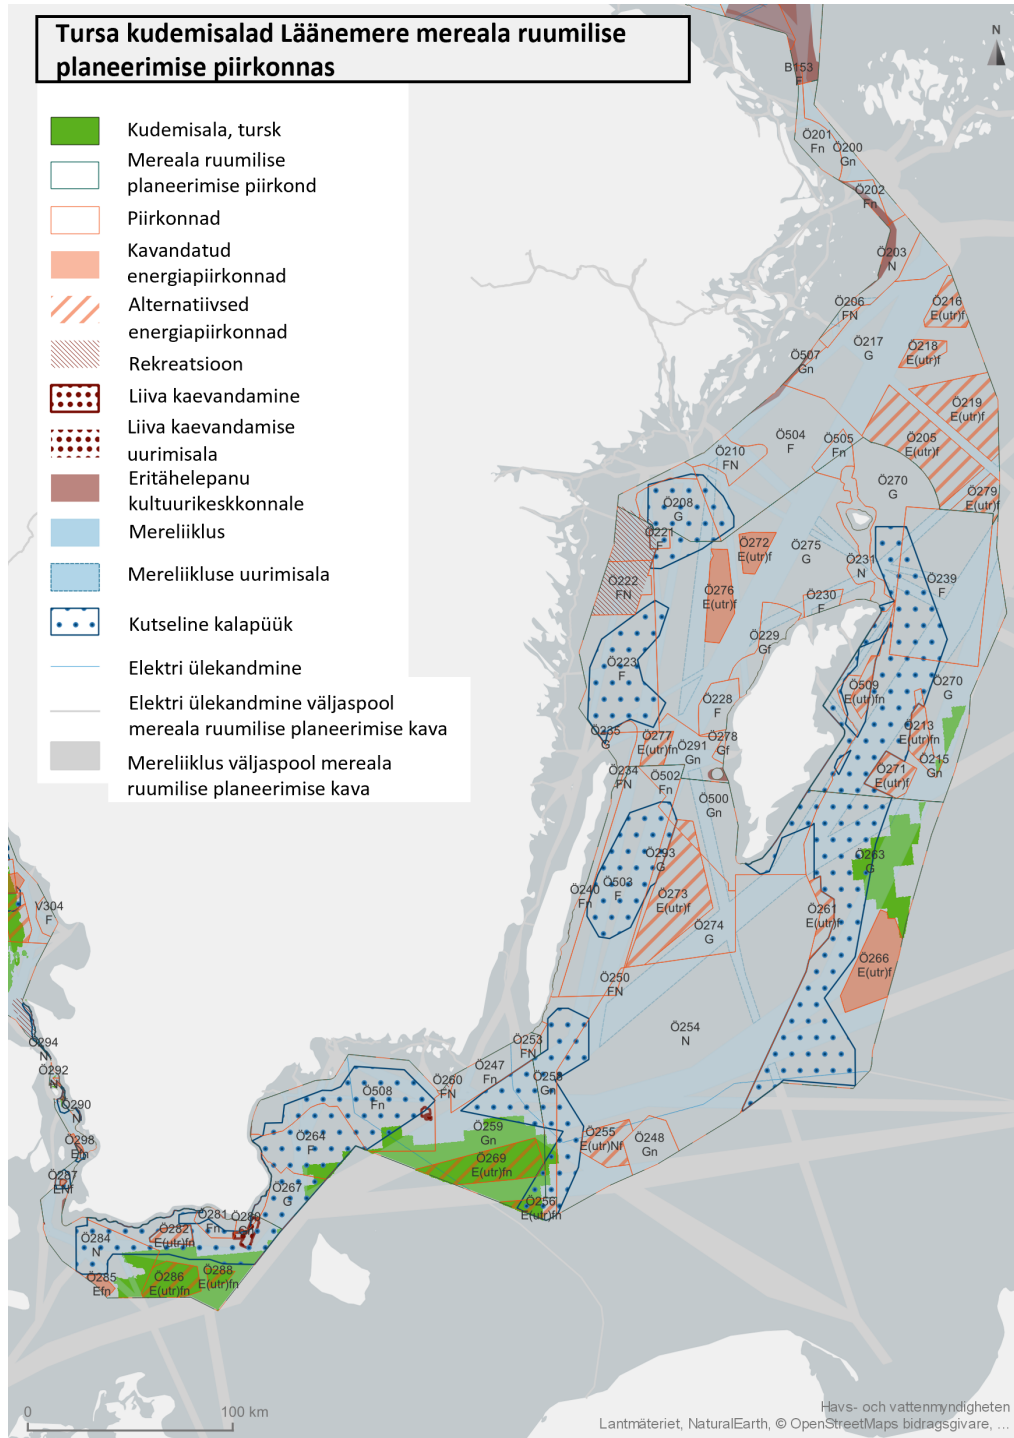 Tursa kudemisalad Läänemere mereala ruumilise
planeerimise piirkonnas
N
Kudemisala, tursk
Mereala ruumilise
planeerimise piirkond
Piirkonnad
Kavandatud
energiapiirkonnad
Alternatiivsed
energiapiirkonnad
Rekreatsioon
Liiva kaevandamine
Liiva kaevandamise
uurimisala
Eritähelepanu
kultuurikeskkonnale
Mereliiklus
Mereliikluse uurimisala
Kutseline kalapüük
Elektri ülekandmine
Elektri ülekandmine väljaspool
mereala ruumilise planeerimise kava
Mereliiklus väljaspool mereala
ruumilise planeerimise kava
B153
F
Ö201
Fn
Ö200
Gn
Ö202
Fn
Ö203
N
Ö206
FN
Ö216
E(utr)f
Ö217
G
Ö218
E(utr)f
Ö507
Gn
Ö219
E(utr)f
Ö504
F
Ö505
Fn
Ö205
E(utr)f
Ö210
FN
Ö270
G
Ö279
E(utr)f
Ö208
G
Ö221
F
Ö272
E(utr)f
Ö275
G
Ö231
N
Ö239
F
Ö222
FN
Ö276
E(utr)f
Ö230
F
Ö229
Gf
Ö223
F
Ö228
F
Ö509
E(utr)fn
Ö270
G
Ö235
G
Ö277
E(utr)fn
Ö291
Gn
Ö278
Gf
Ö213
E(utr)fn
Ö215
Gn
Ö234
FN
Ö502
Fn
Ö271
E(utr)f
Ö500
Gn
Ö293
G
Ö263
G
Ö240
Fn
Ö503
F
Ö273
E(utr)f
Ö261
E(utr)f
Ö274
G
Ö266
E(utr)f
Ö250
FN
Ö254
N
V304
F
Ö294
N
Ö292
N
Ö290
N
Ö298
Efn
Ö287
ENf
Ö253
FN
Ö247
Fn
Ö260
FN
Ö258
Gn
Ö508
Fn
Ö264
F
Ö259
Gn
Ö255
E(utr)Nf
Ö248
Gn
Ö269
E(utr)fn
Ö267
G
Ö256
E(utr)fn
Ö281
Fn
Ö280
Ö282
E(utr)fn
Ö284
N
Ö285
Efn
Ö286
E(utr)fn
Ö288
E(utr)fn
0
100 km
Havs- och vattenmyndigheten
Lantmäteriet, NaturalEarth, © OpenStreetMaps bidragsgivare, ...